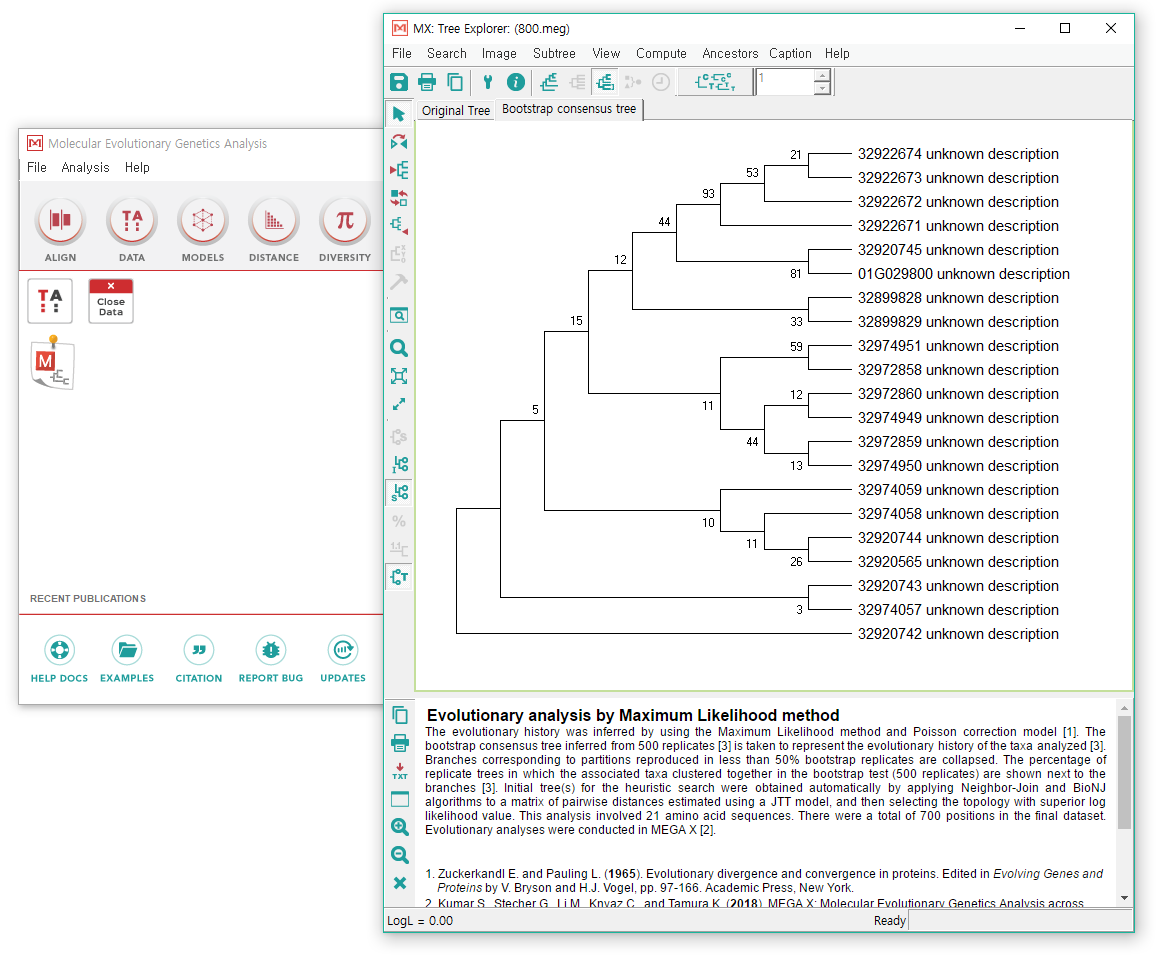 Molecular Evolutionary Genetics Analysis
File Analysis Help
ALIGN DATA MODELS DISTANCE DIVERSITY
Close
Data
RECENT PUBLICATIONS
HELP DOCS EXAMPLES CITATION REPORT BUG UPDATES
MX: Tree Explorer: (800.meg)
File Search Image Subtree View Compute Ancestors Caption Help
1
Original Tree Bootstrap consensus tree
21 32922674 unknown description
53 32922673 unknown description
93 32922672 unknown description
44 32922671 unknown description
12 32920745 unknown description
81 01G029800 unknown description
32899828 unknown description
15 33 32899829 unknown description
59 32974951 unknown description
32972858 unknown description
5 11 12 32972860 unknown description
32974949 unknown description
44 32972859 unknown description
13 32974950 unknown description
32974059 unknown description
10 32974058 unknown description
11 32920744 unknown description
26 32920565 unknown description
32920743 unknown description
3 32974057 unknown description
32920742 unknown description
Evolutionary analysis by Maximum Likelihood method
The evolutionary history was inferred by using the Maximum Likelihood method and Poisson correction model [1]. The
bootstrap consensus tree inferred from 500 replicates [3] is taken to represent the evolutionary history of the taxa analyzed [3].
Branches corresponding to partitions reproduced in less than 50% bootstrap replicates are collapsed. The percentage of
replicate trees in which the associated taxa clustered together in the bootstrap test (500 replicates) are shown next to the
branches [3]. Initial tree(s) for the heuristic search were obtained automatically by applying Neighbor-Join and BioNJ
algorithms to a matrix of pairwise distances estimated using a JTT model, and then selecting the topology with superior log
likelihood value. This analysis involved 21 amino acid sequences. There were a total of 700 positions in the final dataset.
Evolutionary analyses were conducted in MEGA X [2].
1. Zuckerkandl E. and Pauling L. (1965). Evolutionary divergence and convergence in proteins. Edited in Evolving Genes and
Proteins by V. Bryson and H.J. Vogel, pp. 97-166. Academic Press, New York.
2. Kumar S., Stecher G., Li M., Knyaz C., and Tamura K. (2018). MEGA X: Molecular Evolutionary Genetics Analysis across
LogL = 0.00 Ready